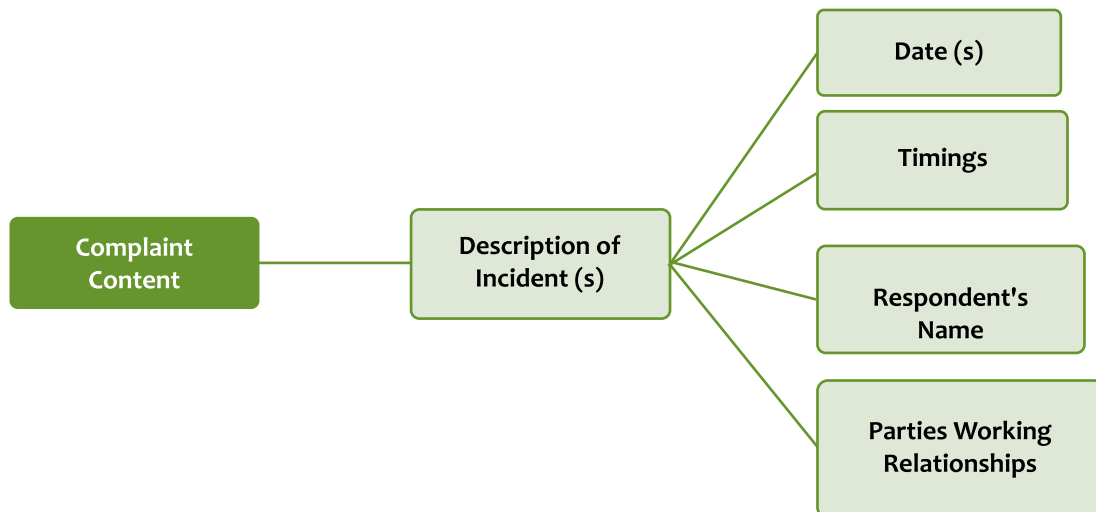 Complaint
Content
Description of
Incident (s)
Date (s)
Timings
Respondent's
Name
Parties Working
Relationships